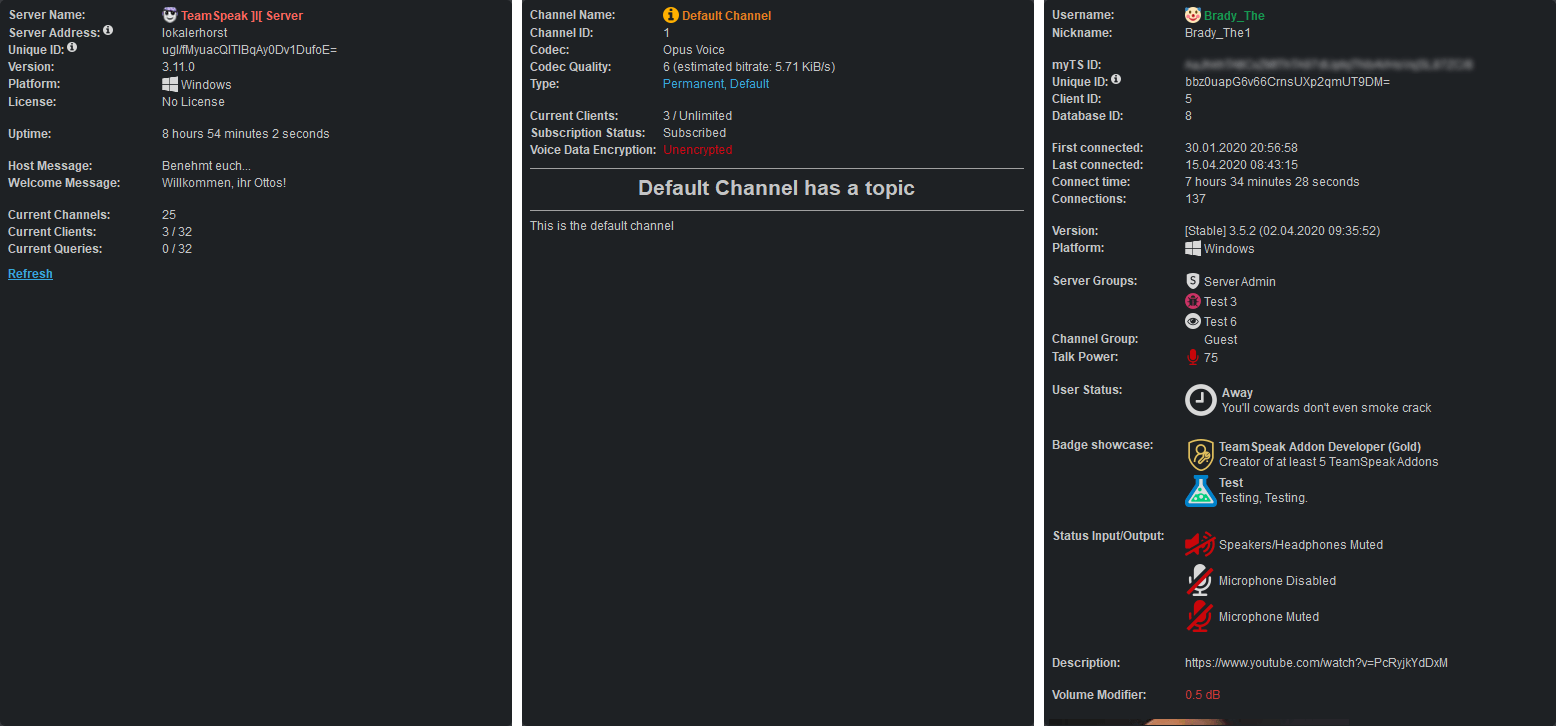 Server Name: TeamSpeak ]I[ Server
Server Address: lokalerhorst
Unique ID: ugl/fMyuacQITIBqAy0Dv1DufoE=
Version: 3.11.0
Platform: Windows
License: No License
Uptime: 8 hours 54 minutes 2 seconds
Host Message: Benehmt euch...
Welcome Message: Willkommen, ihr Ottos!
Current Channels: 25
Current Clients: 3 / 32
Current Queries: 0 / 32
Refresh
Channel Name: Default Channel
Channel ID: 1
Codec: Opus Voice
Codec Quality: 6 (estimated bitrate: 5.71 KiB/s)
Type: Permanent, Default
Current Clients: 3 / Unlimited
Subscription Status: Subscribed
Voice Data Encryption: Unencrypted
Default Channel has a topic
This is the default channel
Username: Brady_The
Nickname: Brady_The1
myTS ID:
Unique ID: bbz0uapG6v66CrnsUXp2qmUT9DM=
Client ID: 5
Database ID: 8
First connected: 30.01.2020 20:56:58
Last connected: 15.04.2020 08:43:15
Connect time: 7 hours 34 minutes 28 seconds
Connections: 137
Version: [Stable] 3.5.2 (02.04.2020 09:35:52)
Platform: Windows
Server Groups: Server Admin
Test 3
Test 6
Channel Group: Guest
Talk Power: 75
User Status: Away
You'll cowards don't even smoke crack
Badge showcase: TeamSpeak Addon Developer (Gold)
Creator of at least 5 TeamSpeak Addons
Test
Testing, Testing.
Status Input/Output: Speakers/Headphones Muted
Microphone Disabled
Microphone Muted
Description: https://www.youtube.com/watch?v=PcRyjkYdDxM
Volume Modifier: 0.5 dB